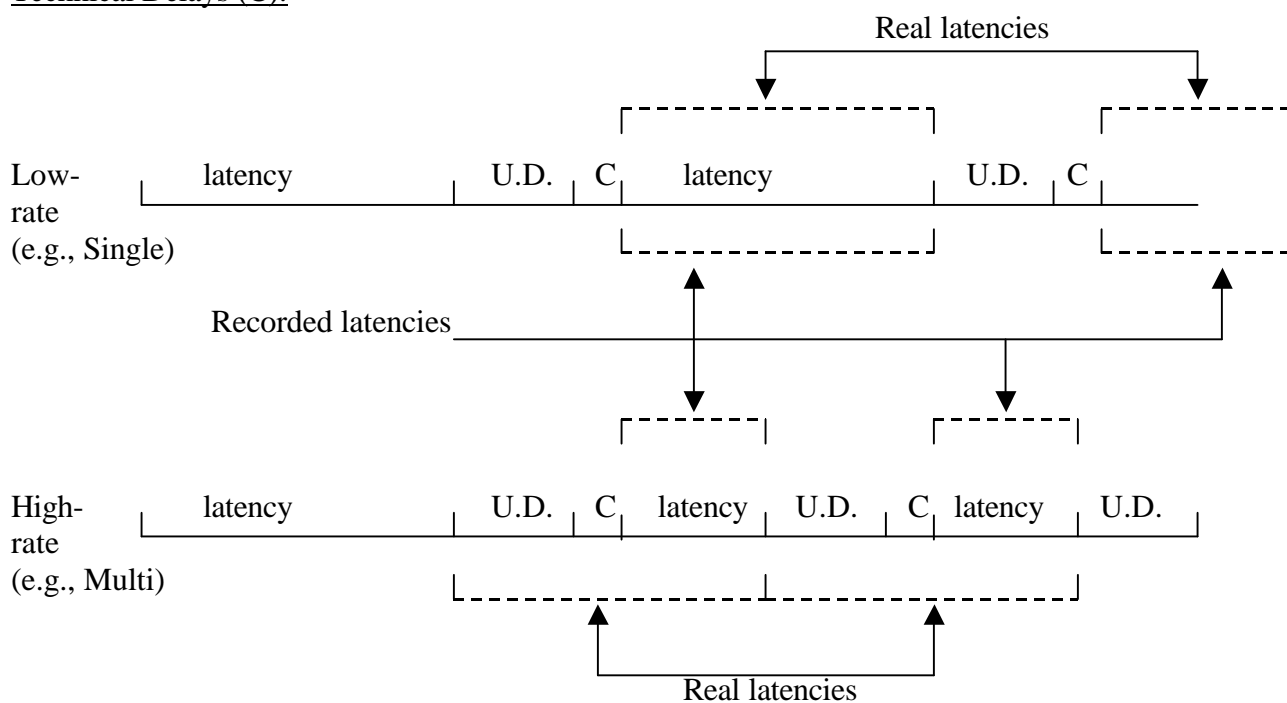 Technical Delays (C):
Real latencies
Low- latency U.D. C latency U.D. C
rate
(e.g., Single)
Recorded latencies
High- latency U.D. C latency U.D. C latency U.D.
rate
(e.g., Multi)
Real latencies